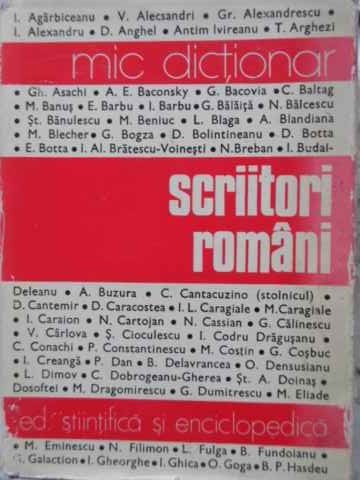 I. Agârbiceanu • V. Alecsandri • Gr. Alexandrescu •
I. Alexandru • D. Anghel • Antim Ivireanu • T. Arghezi
mic dicționar
• Gh. Asachi • A. E. Baconsky • G. Bacovia • C. Baltag
• M. Banuș • E. Barbu • I. Barbu • G. Bălăiță • N. Bălcescu
• Șt. Bănulescu • M. Beniuc • L. Blaga • A. Blandiana
• M. Blecher • G. Bogza • D. Bolintineanu • D. Botta
• E. Botta • I. Al. Brătescu-Voinești • N. Breban • I. Budai-
scriitori
români
Deleanu • A. Buzura • C. Cantacuzino (stolnicul) •
D. Cantemir • D. Caracostea • I. L. Caragiale • M. Caragiale
• I. Caraion • N. Cartojan • N. Cassian • G. Călinescu
• V. Cârlova • Ș. Cioculescu • I. Codru Drăgușanu •
C. Conachi • P. Constantinescu • M. Costin • G. Coșbuc
• I. Creangă • P. Dan • B. Delavrancea • O. Densusianu
• L. Dimov • C. Dobrogeanu-Gherea • Șt. A. Doinaș •
Dosoftei • M. Dragomirescu • G. Dumitrescu • M. Eliade
ed. științifică și enciclopedică
• M. Eminescu • N. Filimon • L. Fulga • B. Fundoianu •
G. Galaction • I. Gheorghe • I. Ghica • O. Goga • B. P. Hasdeu